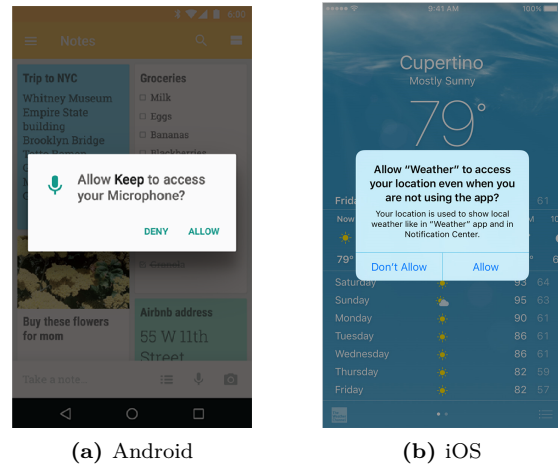 6:05
Notes
Trip to NYC
Whitney Museum
Empire State
building
Brooklyn Bridge
Groceries
Milk
Eggs
Bananas
Blackberries
Allow Keep to access
your Microphone?
DENY
ALLOW
Granola
Buy these flowers
for mom
Airbnb address
55 W 11th
Street
Take a note...
(a) Android
9:41 AM
100%
Cupertino
Mostly Sunny
79°
Allow “Weather” to access
your location even when you
are not using the app?
Your location is used to show local
weather like in “Weather” app and in
Notification Center.
Don’t Allow
Allow
61
Now
79°
Saturday 93 64
Sunday 95 63
Monday 90 61
Tuesday 86 61
Wednesday 86 61
Thursday 82 59
Friday 82 57
(b) iOS